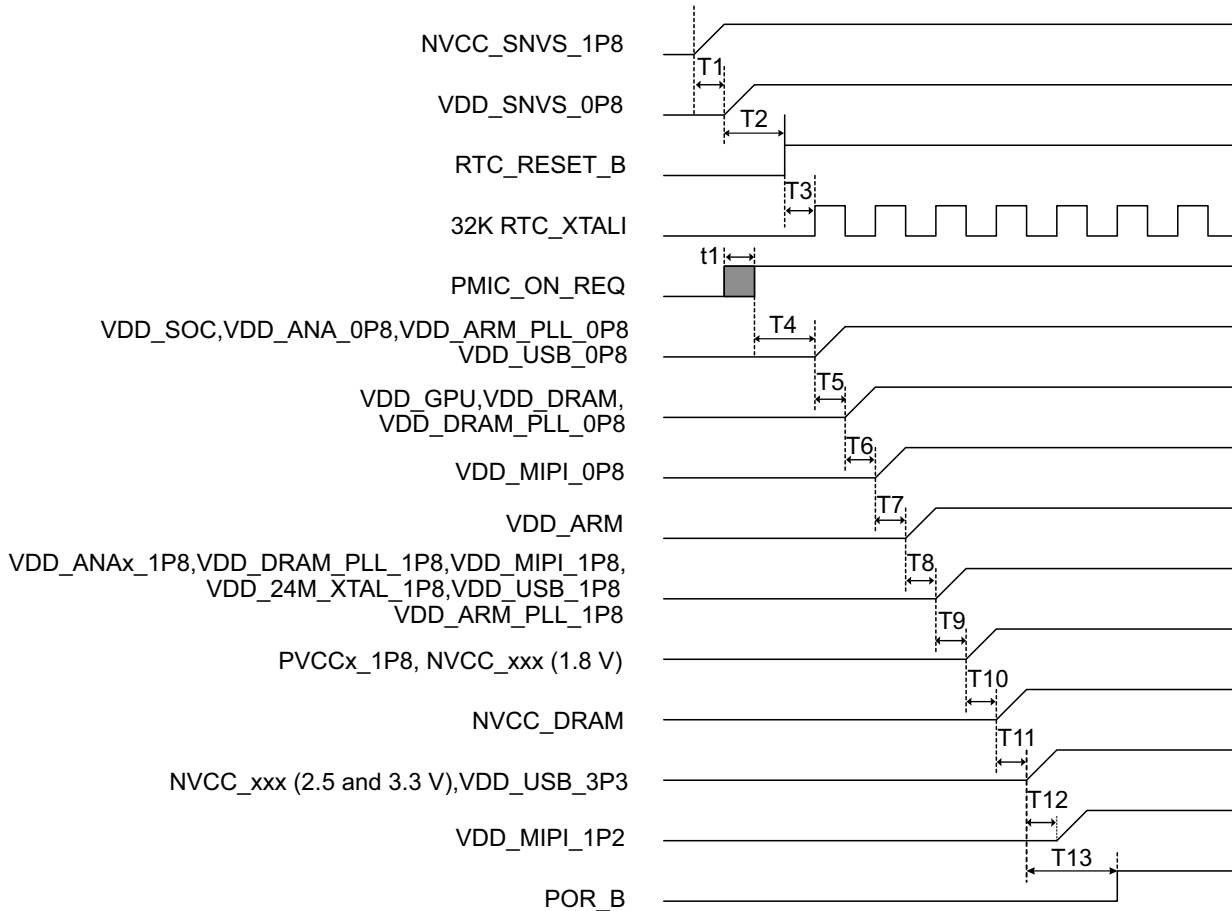 NVCC_SNVS_1P8
T1
VDD_SNVS_0P8
T2
RTC_RESET_B
T3
32K RTC_XTALI
t1
PMIC_ON_REQ
T4
VDD_SOC,VDD_ANA_0P8,VDD_ARM_PLL_0P8
VDD_USB_0P8
T5
VDD_GPU,VDD_DRAM,
VDD_DRAM_PLL_0P8
T6
VDD_MIPI_0P8
T7
VDD_ARM
T8
VDD_ANAx_1P8,VDD_DRAM_PLL_1P8,VDD_MIPI_1P8,
VDD_24M_XTAL_1P8,VDD_USB_1P8
VDD_ARM_PLL_1P8
T9
PVCCx_1P8, NVCC_xxx (1.8 V)
T10
NVCC_DRAM
T11
NVCC_xxx (2.5 and 3.3 V),VDD_USB_3P3
T12
VDD_MIPI_1P2
T13
POR_B